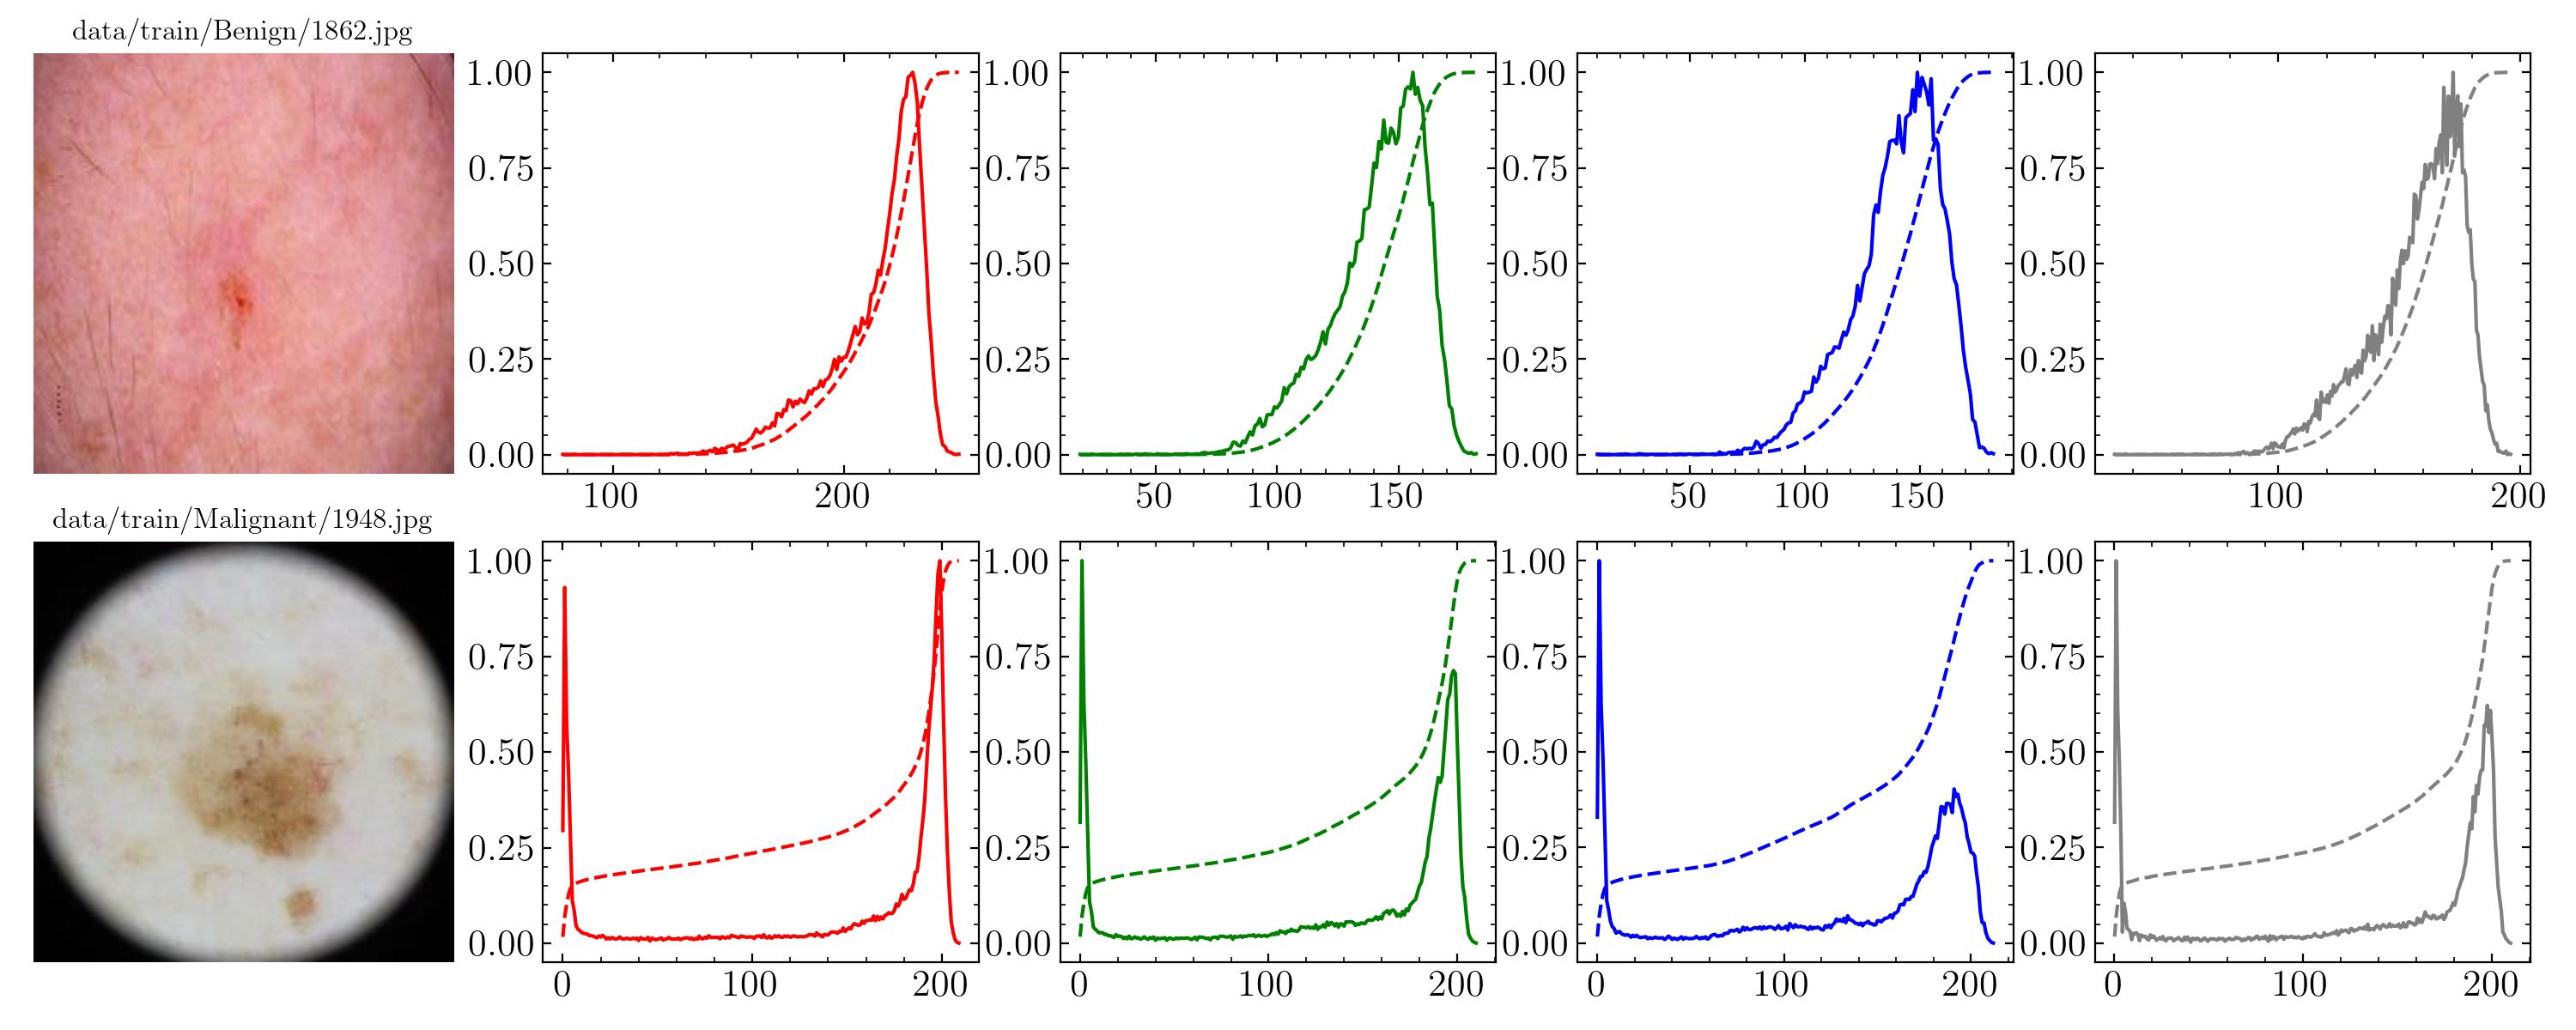 data/train/Benign/1862.jpg
1.00 1.00 1.00 1.00
0.75 0.75 0.75 0.75
0.50 0.50 0.50 0.50
0.25 0.25 0.25 0.25
0.00 0.00 0.00 0.00
100 200 50 100 150 50 100 150 100 200
data/train/Malignant/1948.jpg
1.00 1.00 1.00 1.00
0.75 0.75 0.75 0.75
0.50 0.50 0.50 0.50
0.25 0.25 0.25 0.25
0.00 0.00 0.00 0.00
0 100 200 0 100 200 0 100 200 0 100 200